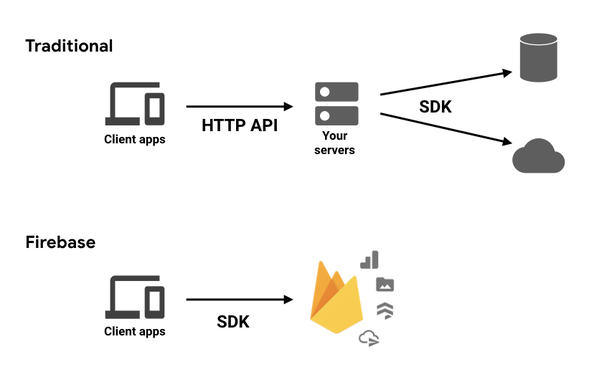 Traditional
Client apps
HTTP API
Your
servers
SDK
Firebase
Client apps
SDK